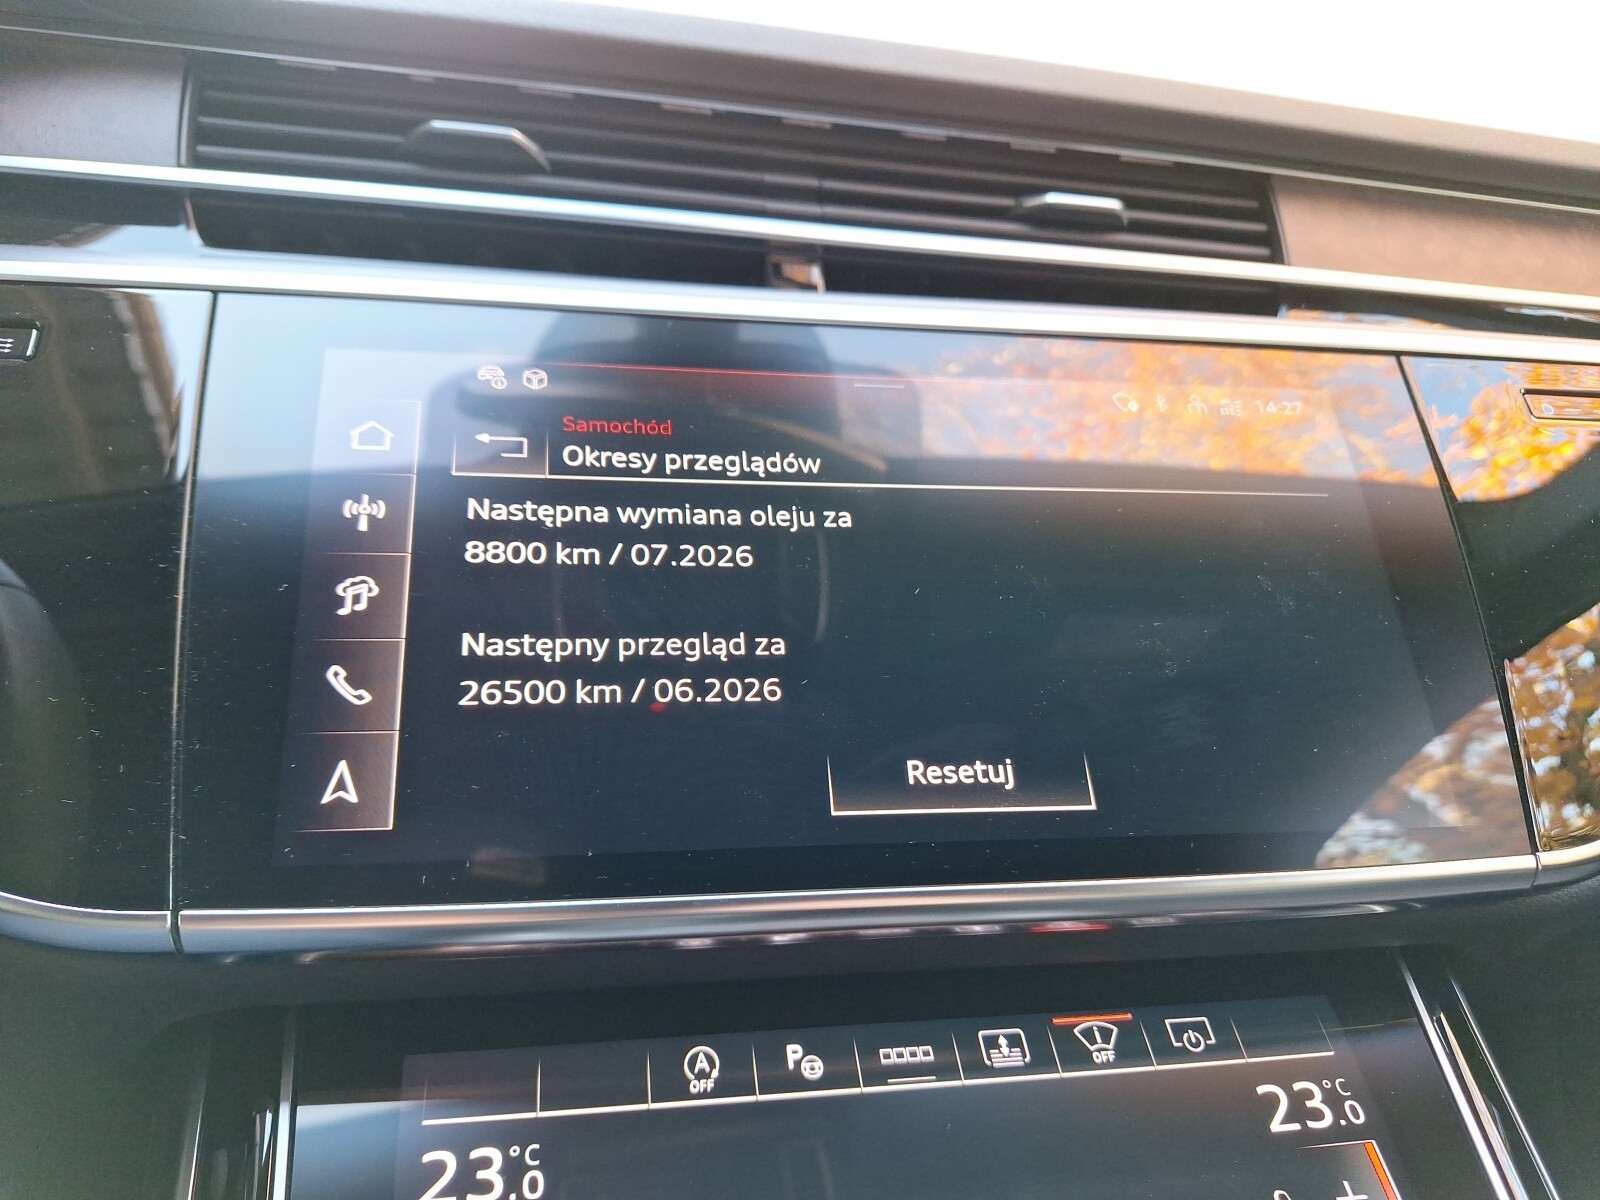 14:27
Samochód
Okresy przeglądów
Następna wymiana oleju za
8800 km / 07.2026
Następny przegląd za
26500 km / 06.2026
Resetuj
A
OFF
P
OFF
23.0 °C
23.0 °C